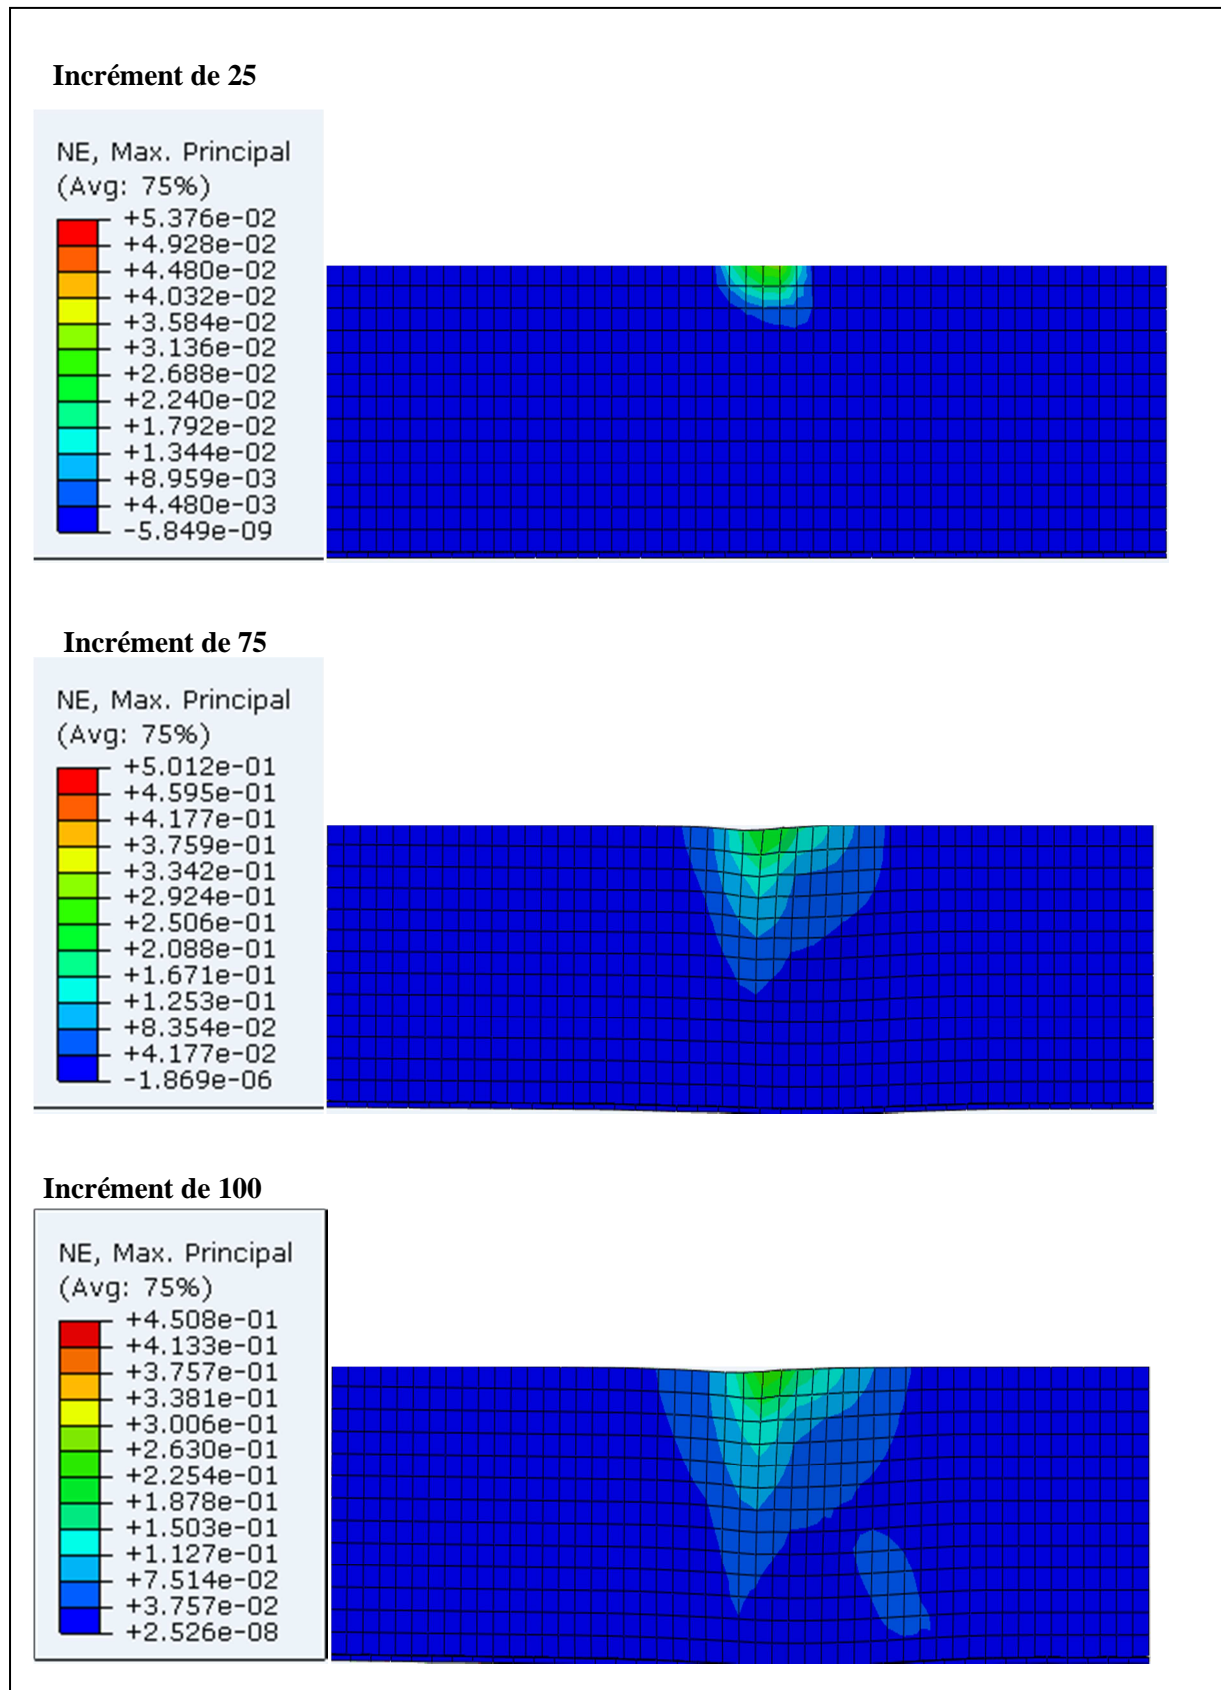 Incrément de 25
NE, Max. Principal
(Avg: 75%)
+5.376e-02
+4.928e-02
+4.480e-02
+4.032e-02
+3.584e-02
+3.136e-02
+2.688e-02
+2.240e-02
+1.792e-02
+1.344e-02
+8.959e-03
+4.480e-03
-5.849e-09
Incrément de 75
NE, Max. Principal
(Avg: 75%)
+5.012e-01
+4.595e-01
+4.177e-01
+3.759e-01
+3.342e-01
+2.924e-01
+2.506e-01
+2.088e-01
+1.671e-01
+1.253e-01
+8.354e-02
+4.177e-02
-1.869e-06
Incrément de 100
NE, Max. Principal
(Avg: 75%)
+4.508e-01
+4.133e-01
+3.757e-01
+3.381e-01
+3.006e-01
+2.630e-01
+2.254e-01
+1.878e-01
+1.503e-01
+1.127e-01
+7.514e-02
+3.757e-02
+2.526e-08